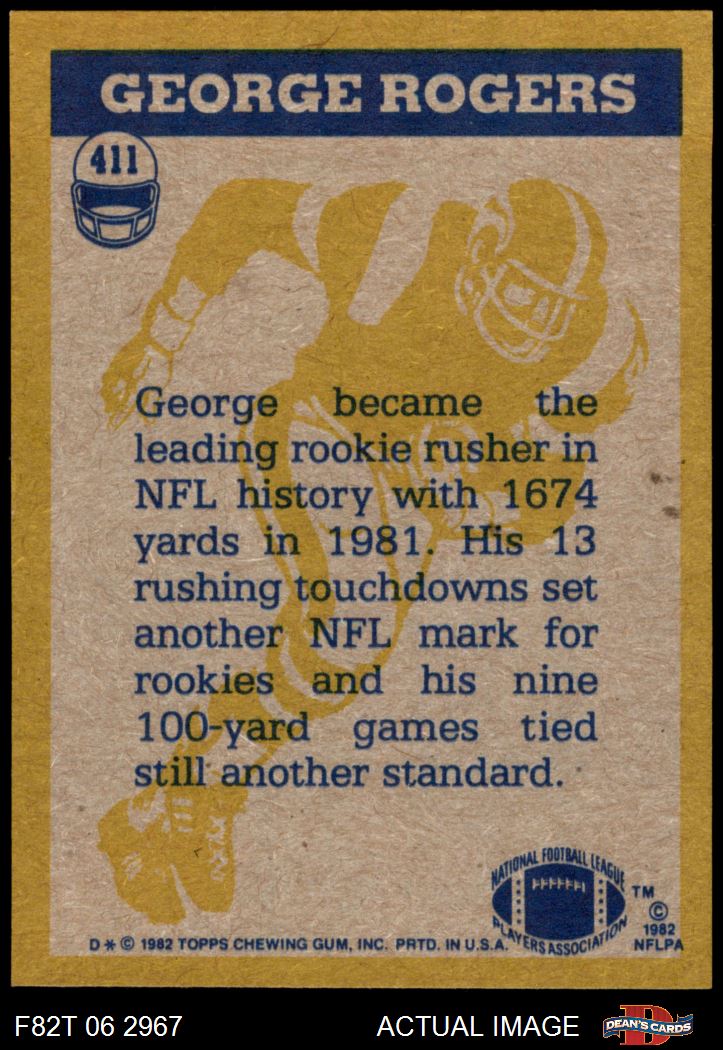 GEORGE ROGERS
411
George became the
leading rookie rusher in
NFL history with 1674
yards in 1981. His 13
rushing touchdowns set
another NFL mark for
rookies and his nine
100-yard games tied
still another standard.
NATIONAL FOOTBALL LEAGUE
PLAYERS ASSOCIATION
TM
©
1982
NFLPA
D * © 1982 TOPPS CHEWING GUM, INC. PRTD. IN U.S.A.
F82T 06 2967
ACTUAL IMAGE
D
DEAN'S CARDS